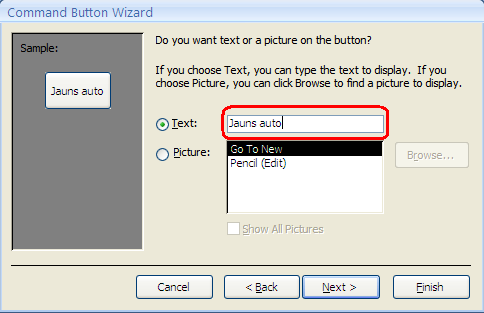 Command Button Wizard
Sample:
Jauns auto
Do you want text or a picture on the button?
If you choose Text, you can type the text to display. If you
choose Picture, you can click Browse to find a picture to display.
Text:
Jauns auto
Picture:
Go To New
Pencil (Edit)
Browse...
Show All Pictures
Cancel
< Back
Next >
Finish